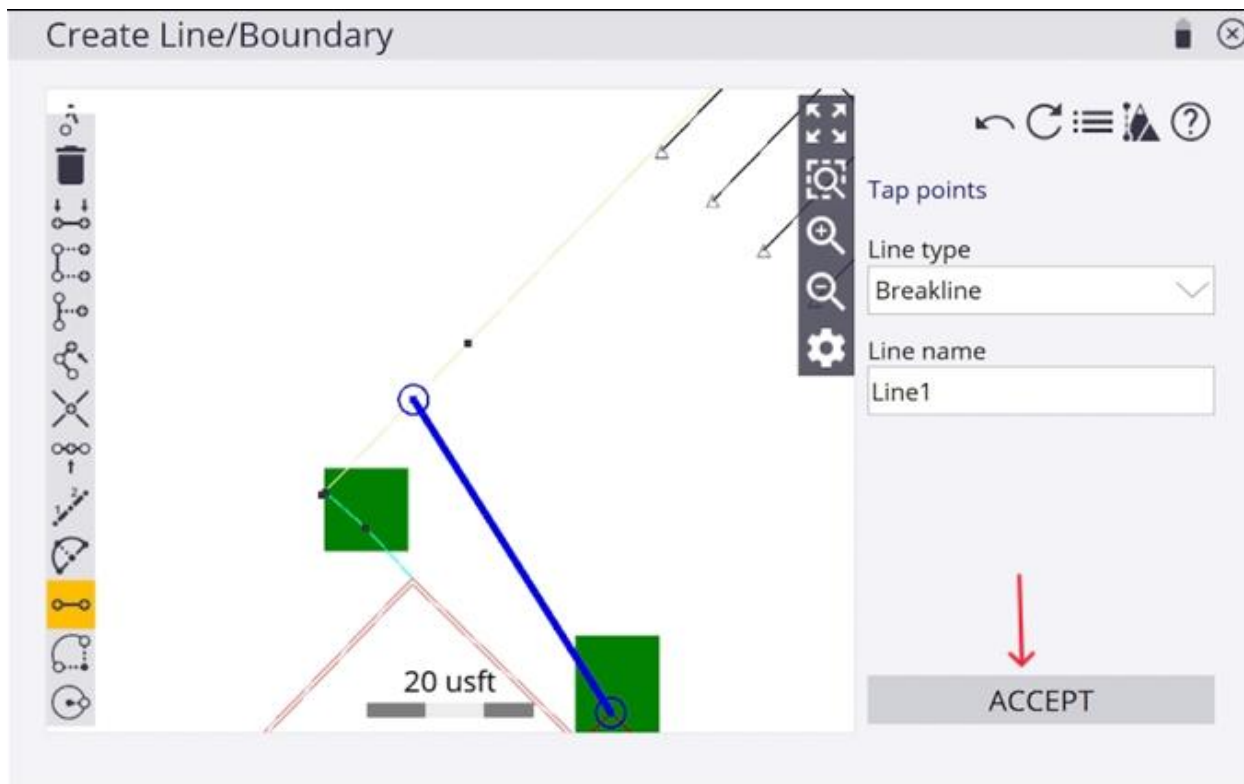 Create Line/Boundary
Tap points
Line type
Breakline
Line name
Line1
20 usft
ACCEPT